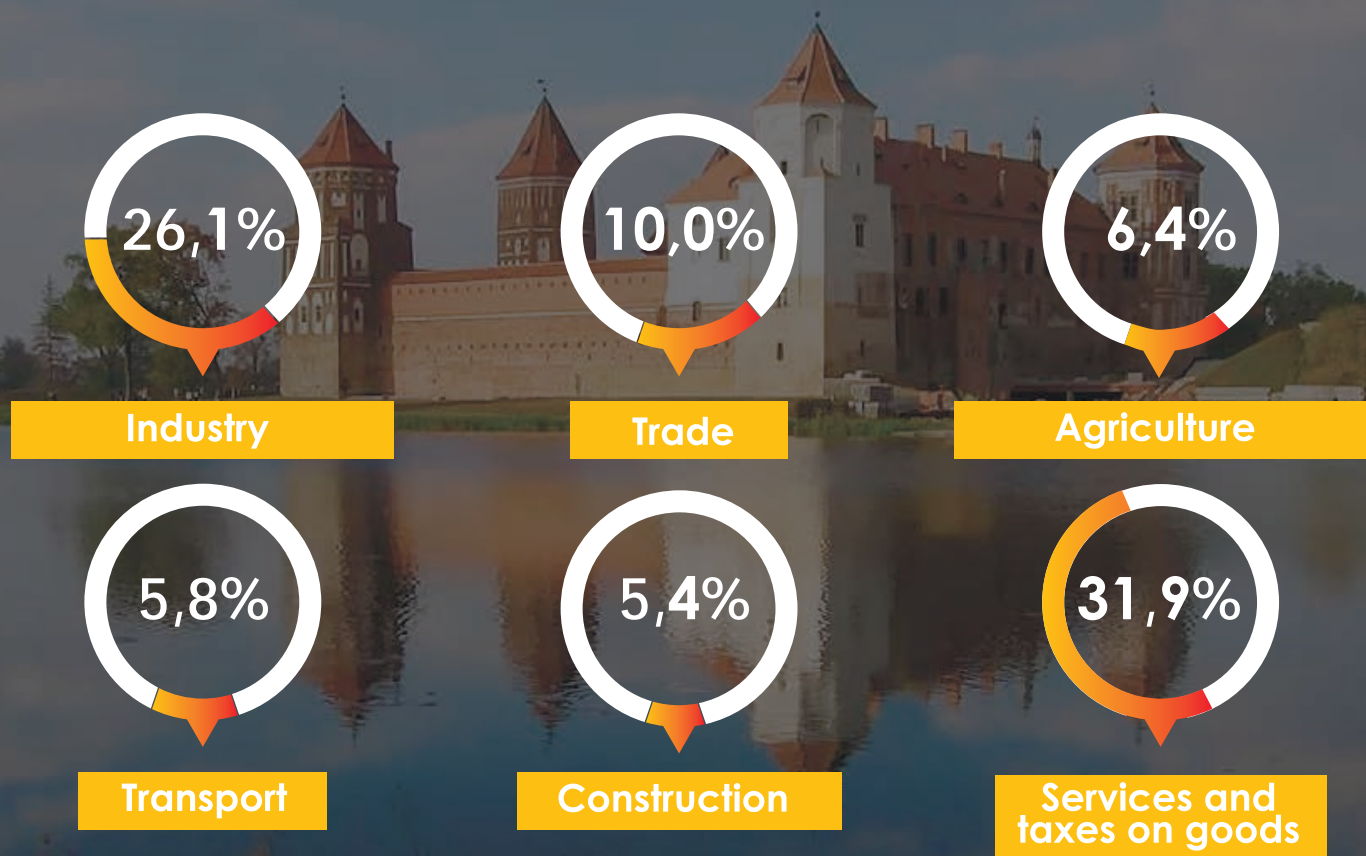 26,1%
10,0%
6,4%
Industry
Trade
Agriculture
5,8%
5,4%
31,9%
Transport
Construction
Services and
taxes on goods